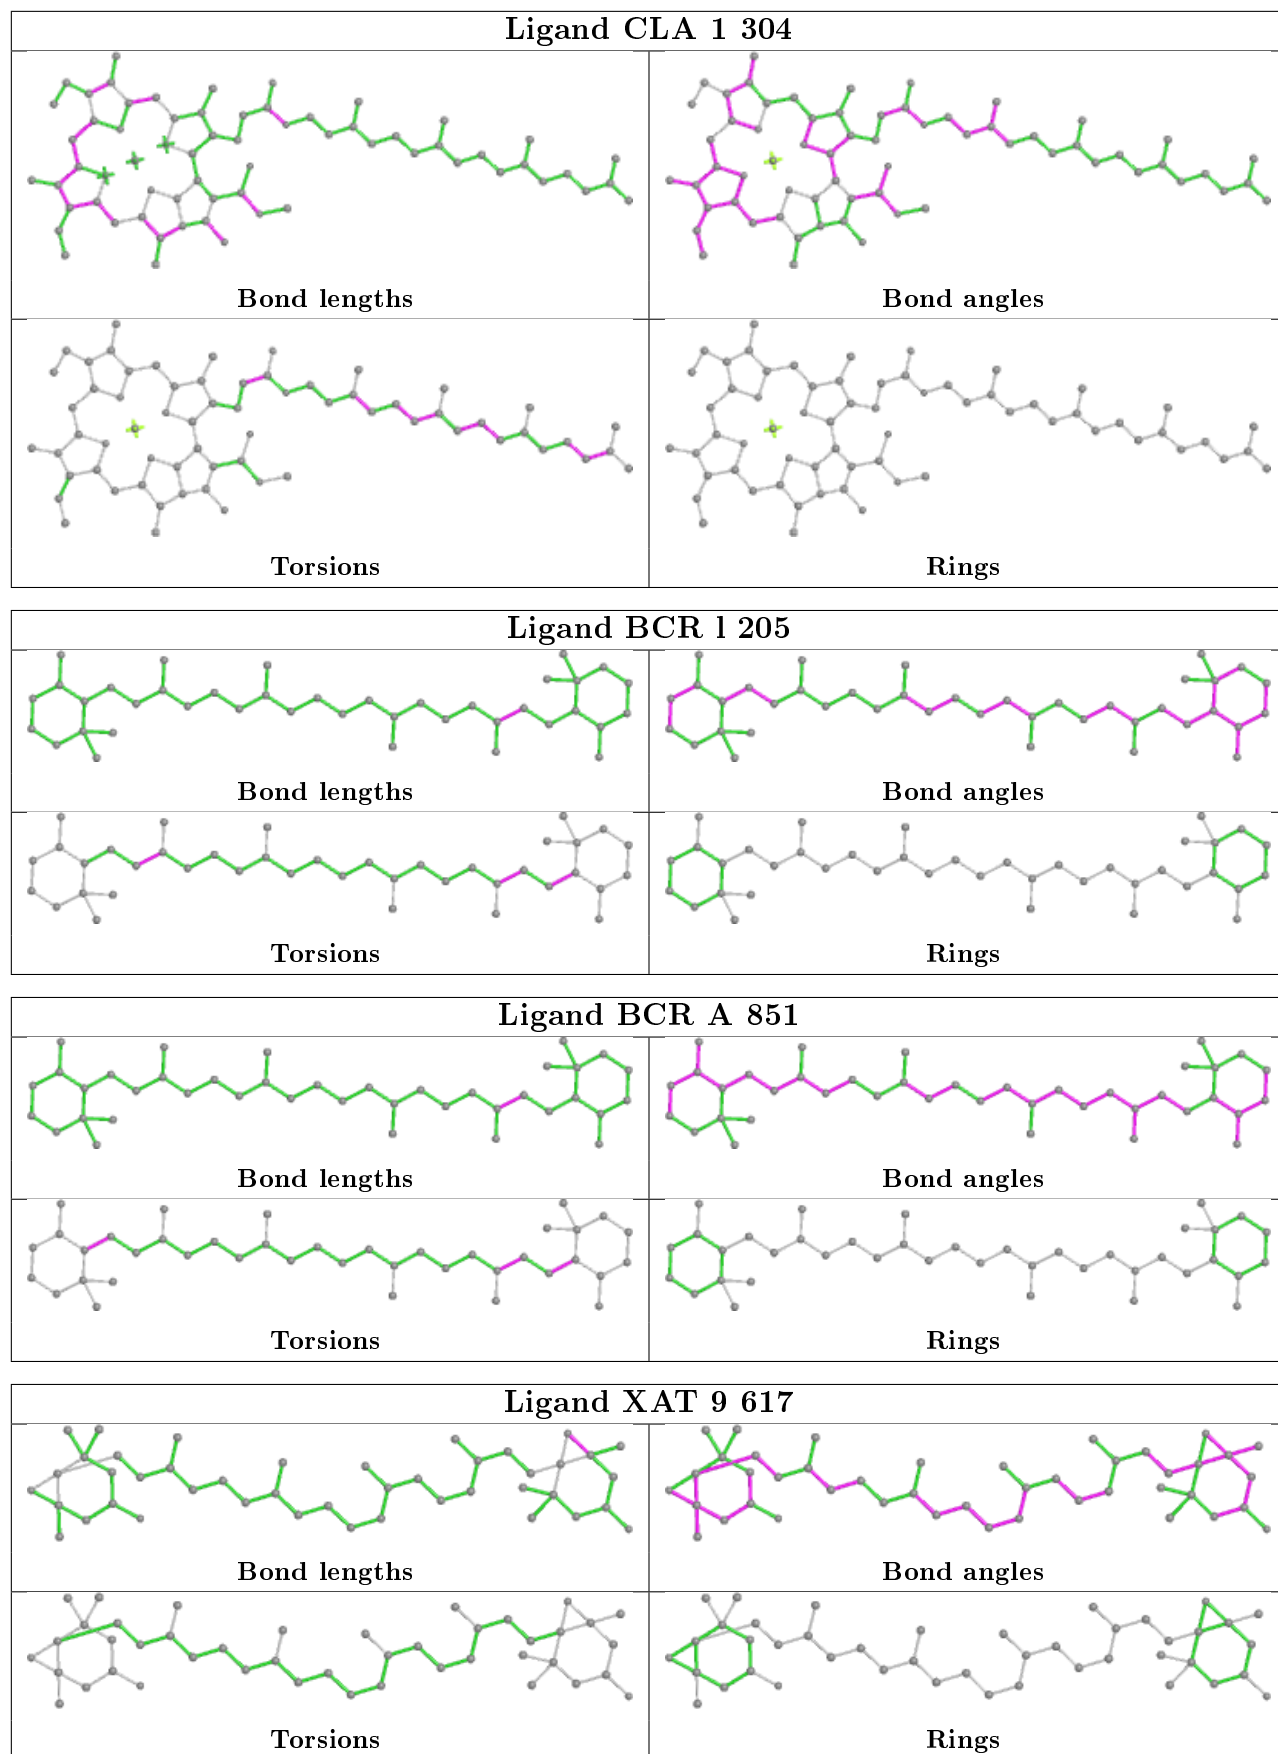 Ligand CLA 1 304
Bond lengths
Bond angles
Torsions
Rings
Ligand BCR l 205
Bond lengths
Bond angles
Torsions
Rings
Ligand BCR A 851
Bond lengths
Bond angles
Torsions
Rings
Ligand XAT 9 617
Bond lengths
Bond angles
Torsions
Rings